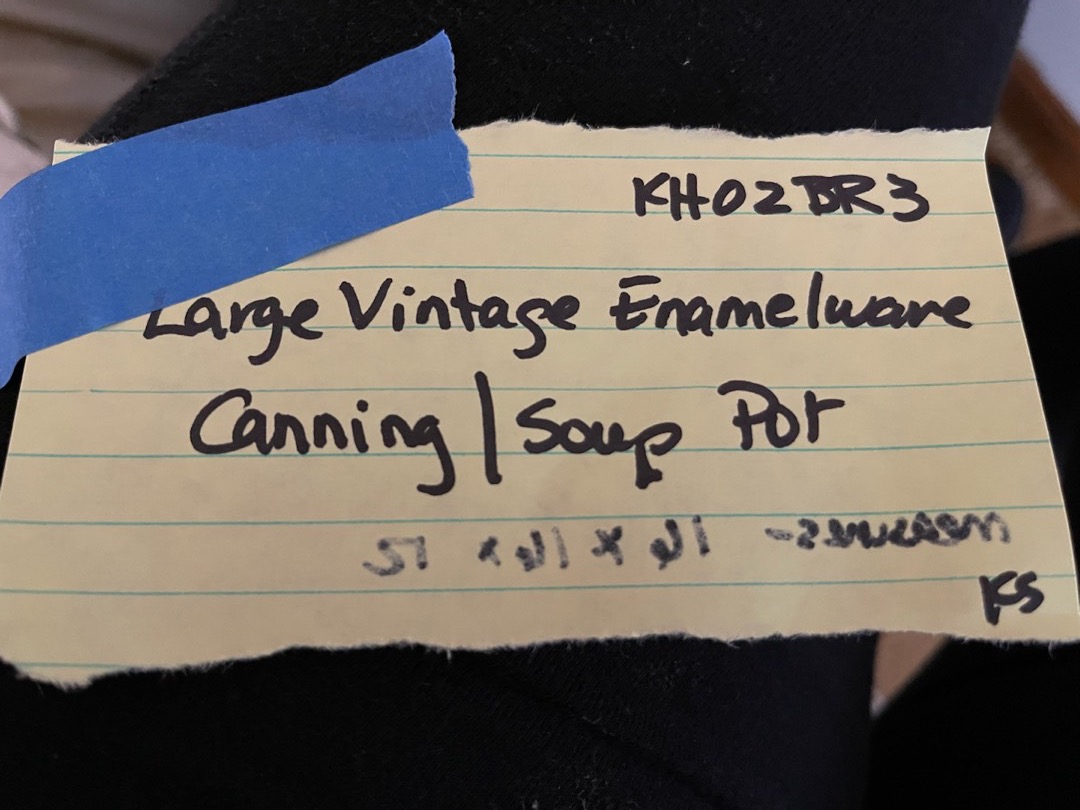 KH02BR3
Large Vintage Enamelware
Canning/Soup Pot
KS